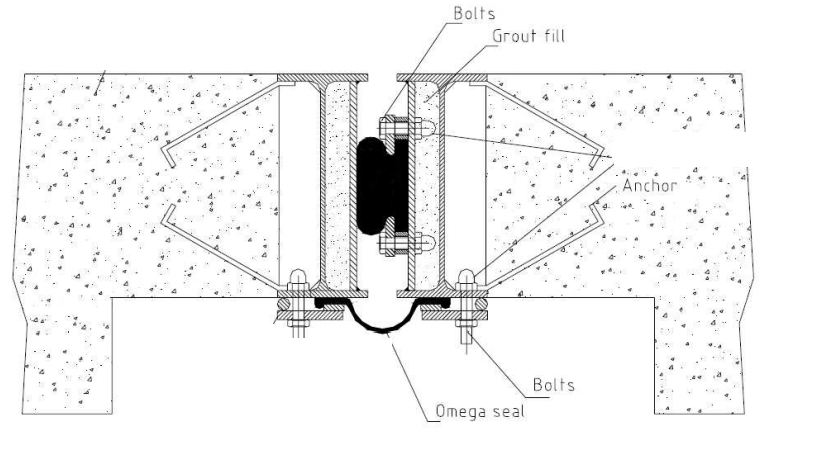 Bolts
Grout fill
Anchor
Bolts
Omega seal